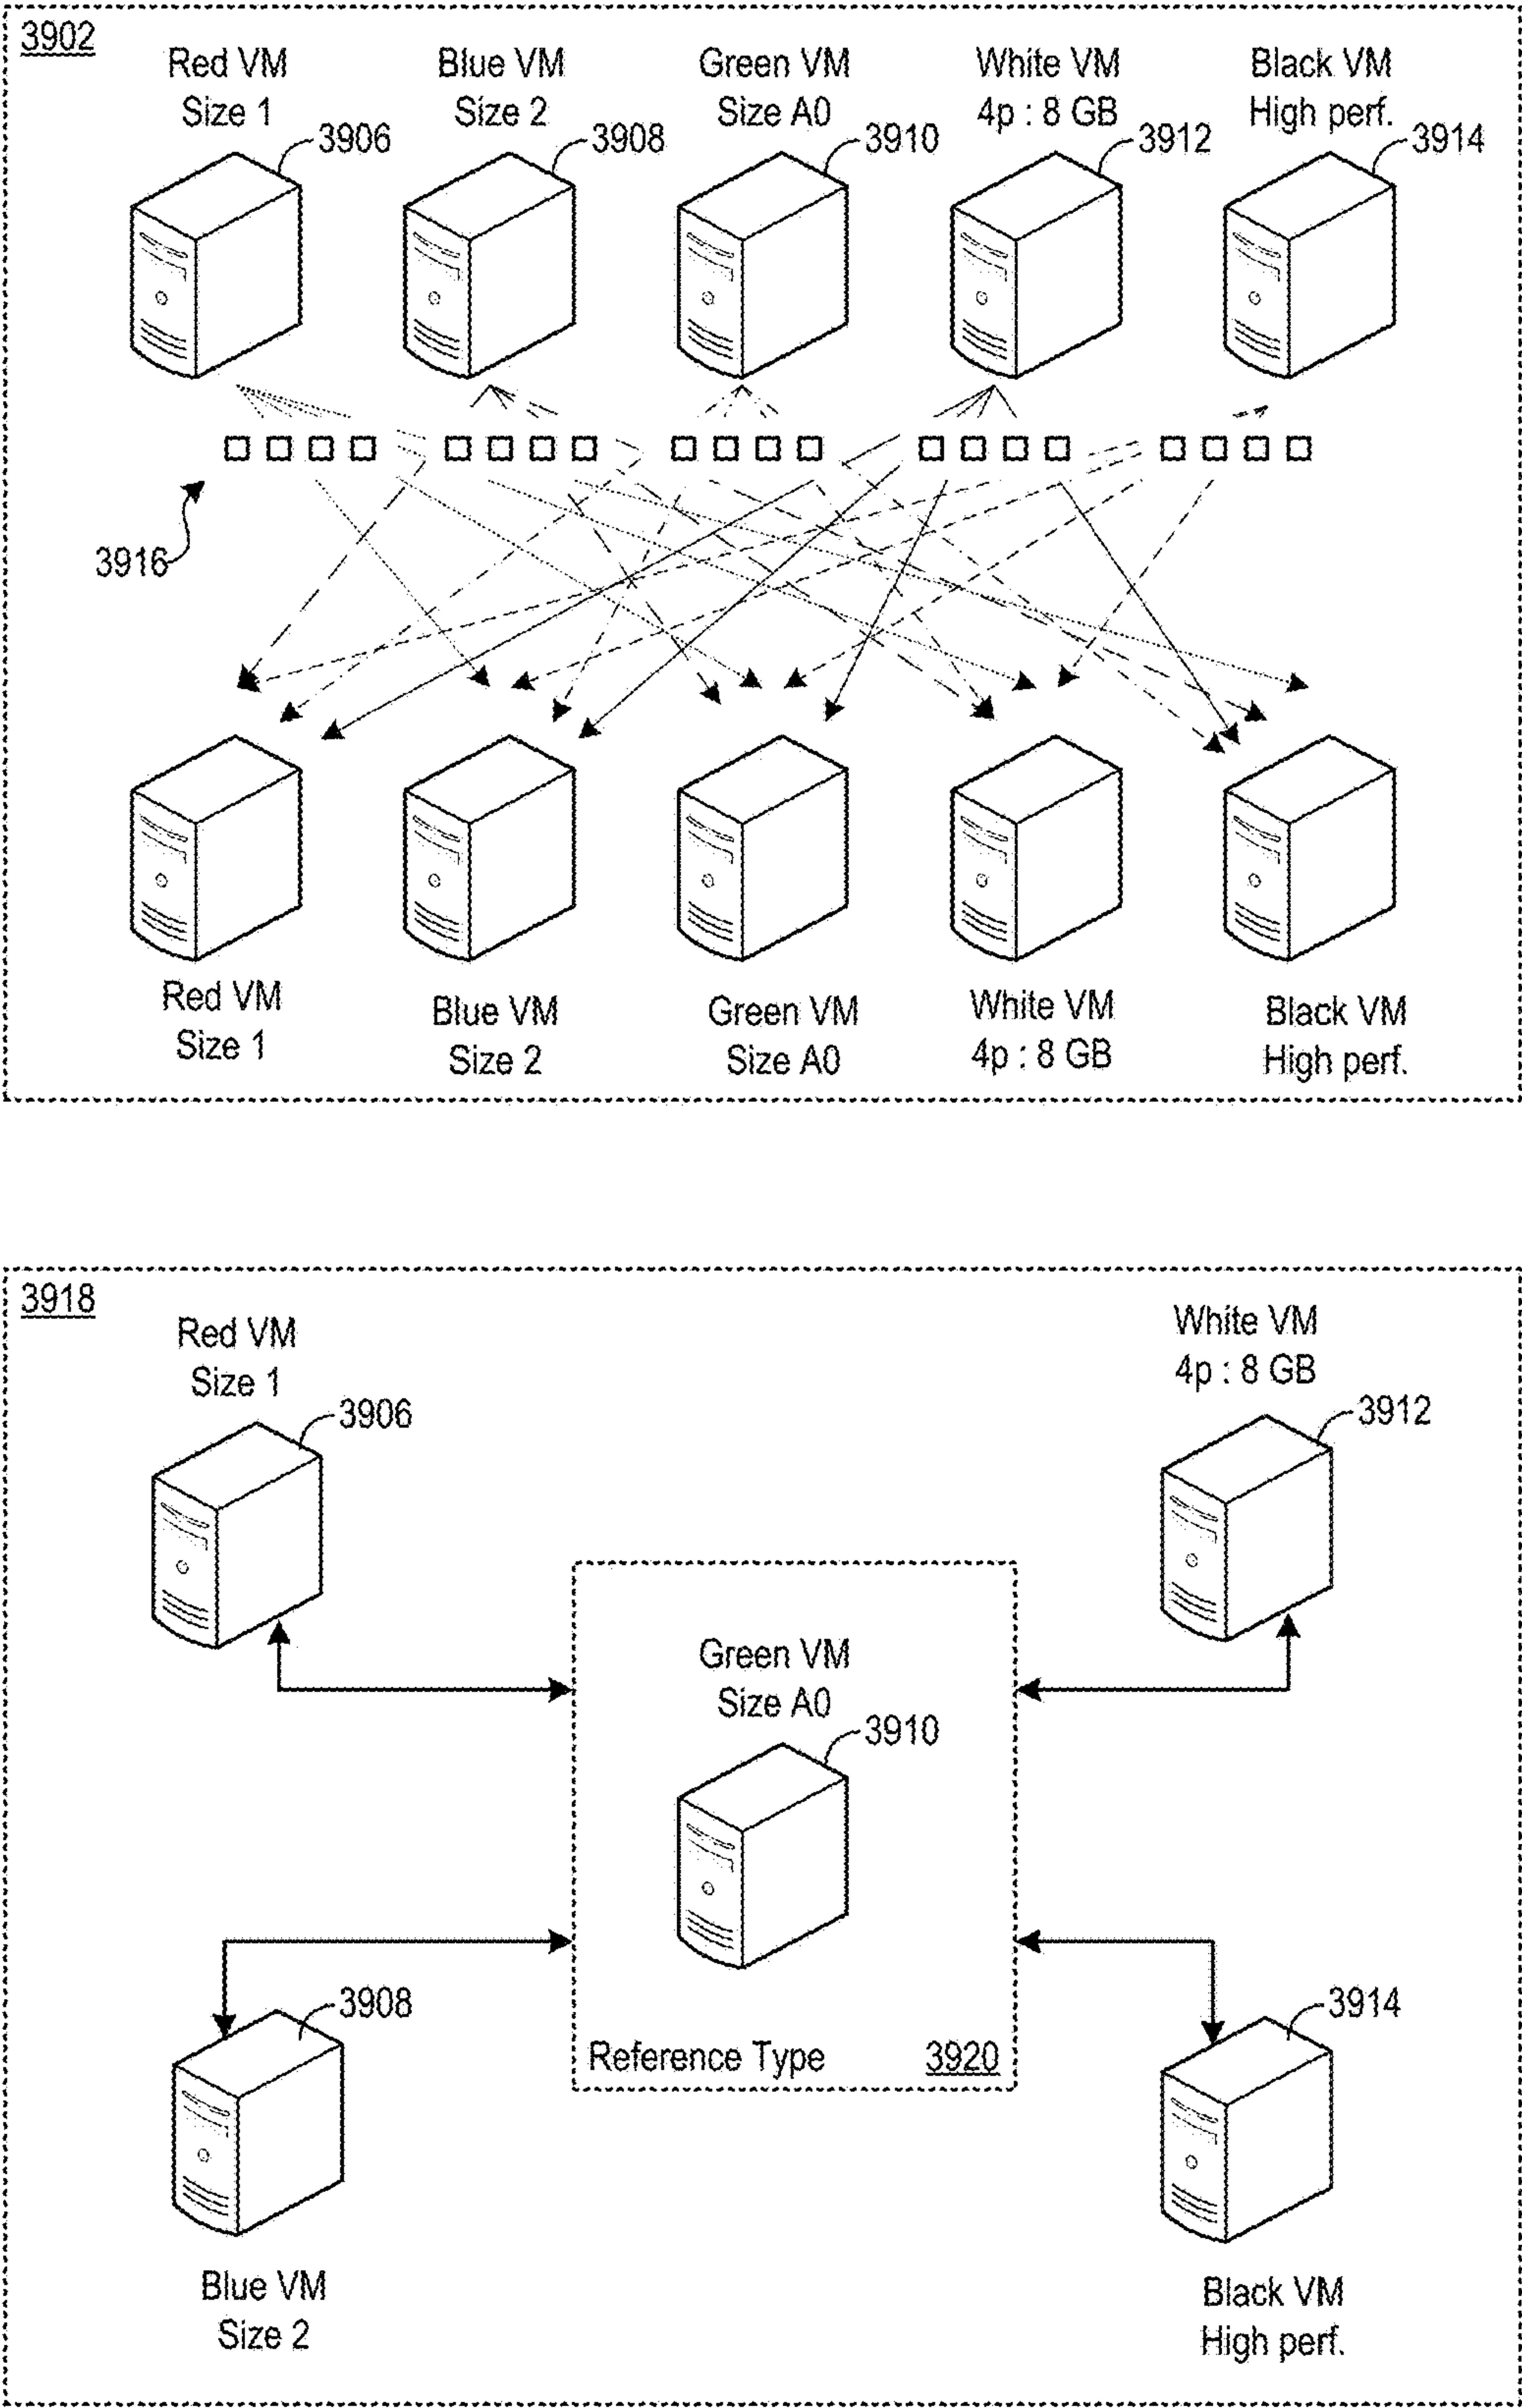 3902
Red VM
Size 1
Blue VM
Size 2
Green VM
Size A0
White VM
4p : 8 GB
Black VM
High perf.
3906
3908
3910
3912
3914
3916
Red VM
Size 1
Blue VM
Size 2
Green VM
Size A0
White VM
4p : 8 GB
Black VM
High perf.
3918
Red VM
Size 1
3906
White VM
4p : 8 GB
3912
Green VM
Size A0
3910
Reference Type
3920
3908
Blue VM
Size 2
3914
Black VM
High perf.